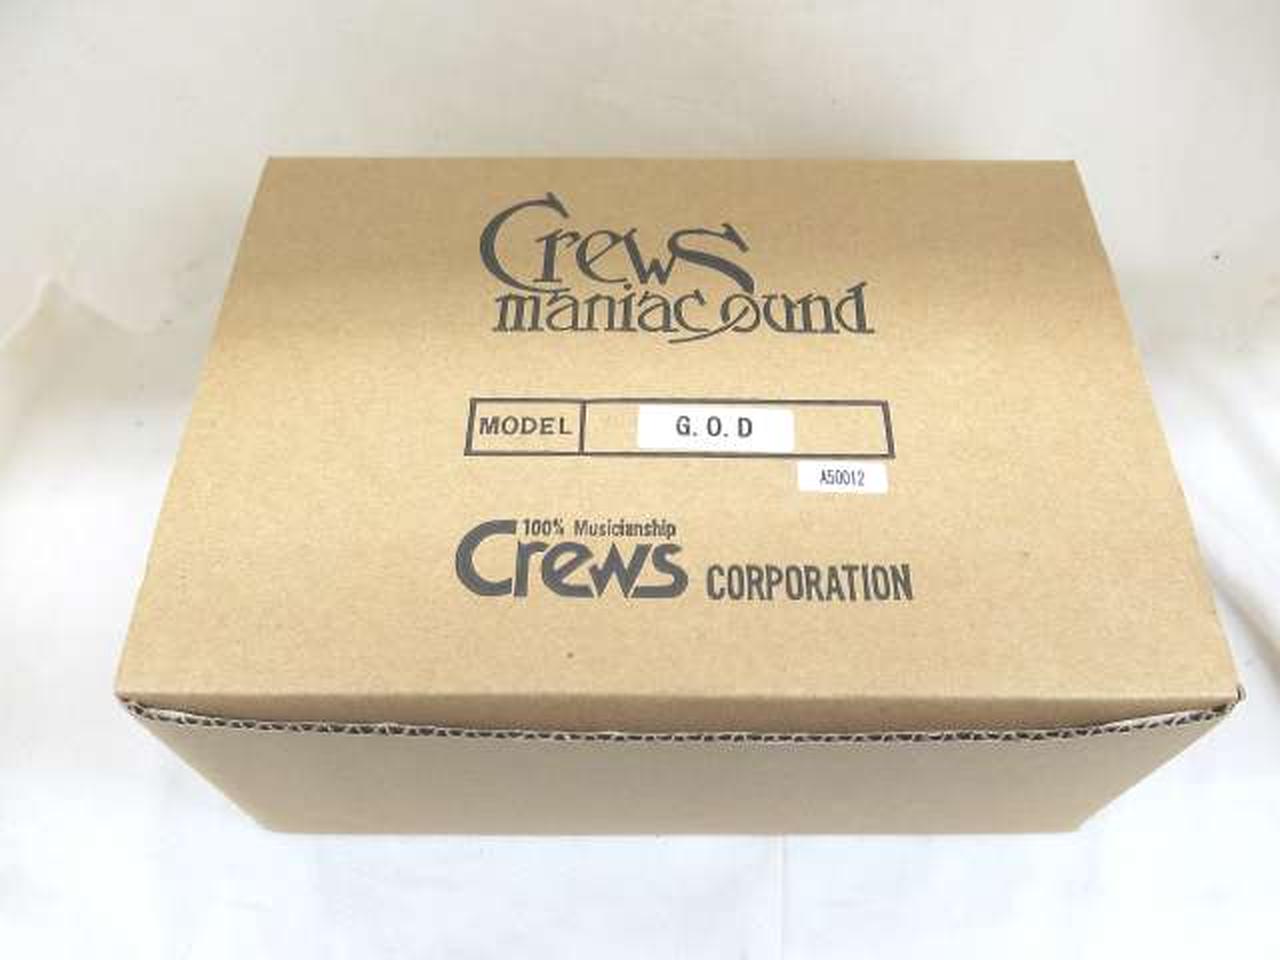 Crews
maniac sound
MODEL G.O.D
A50012
100% Musicianship
Crews CORPORATION